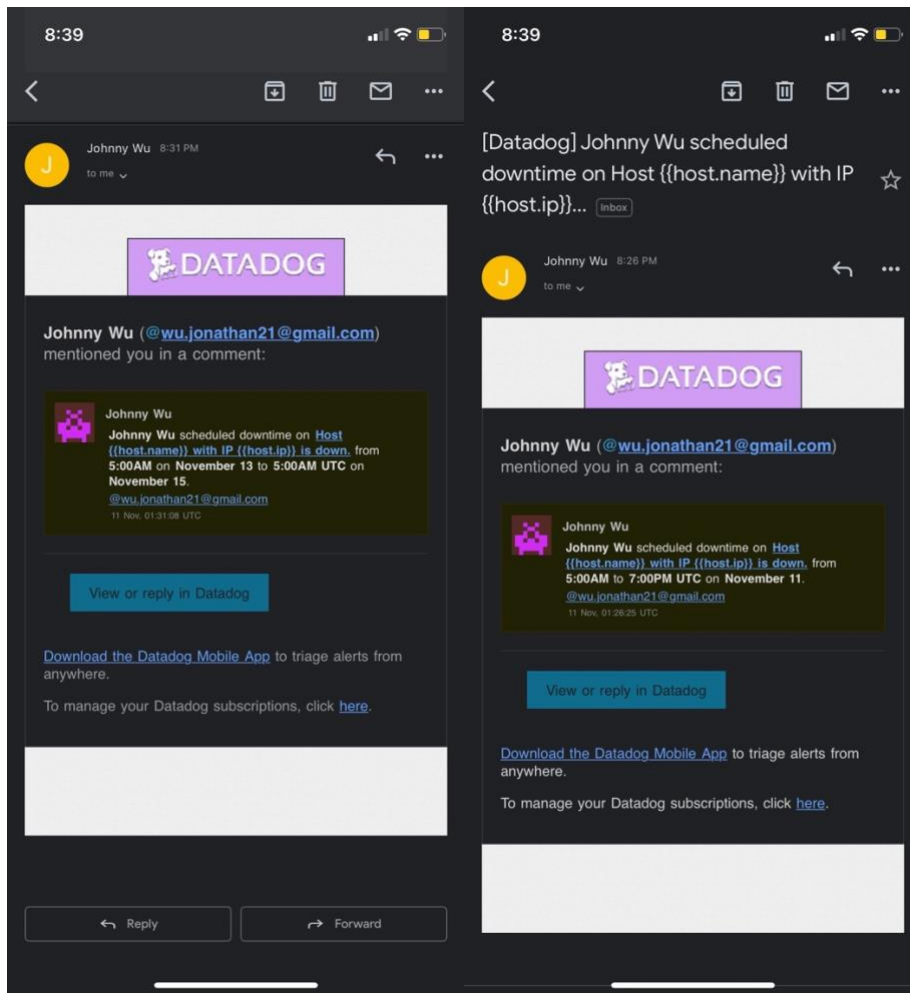 8:39
Johnny Wu 8:31 PM
J
to me
DATADOG
Johnny Wu (@wu.jonathan21@gmail.com)
mentioned you in a comment:
Johnny Wu
Johnny Wu scheduled downtime on Host
{{host.name}} with IP {{host.ip}} is down. from
5:00AM on November 13 to 5:00AM UTC on
November 15.
@wu.jonathan21@gmail.com
11 Nov, 01:31:08 UTC
View or reply in Datadog
Download the Datadog Mobile App to triage alerts from
anywhere.
To manage your Datadog subscriptions, click here.
Reply
Forward
8:39
[Datadog] Johnny Wu scheduled
downtime on Host {{host.name}} with IP
{{host.ip}}... Inbox
Johnny Wu 8:26 PM
J
to me
DATADOG
Johnny Wu (@wu.jonathan21@gmail.com)
mentioned you in a comment:
Johnny Wu
Johnny Wu scheduled downtime on Host
{{host.name}} with IP {{host.ip}} is down. from
5:00AM to 7:00PM UTC on November 11.
@wu.jonathan21@gmail.com
11 Nov, 01:26:25 UTC
View or reply in Datadog
Download the Datadog Mobile App to triage alerts from
anywhere.
To manage your Datadog subscriptions, click here.